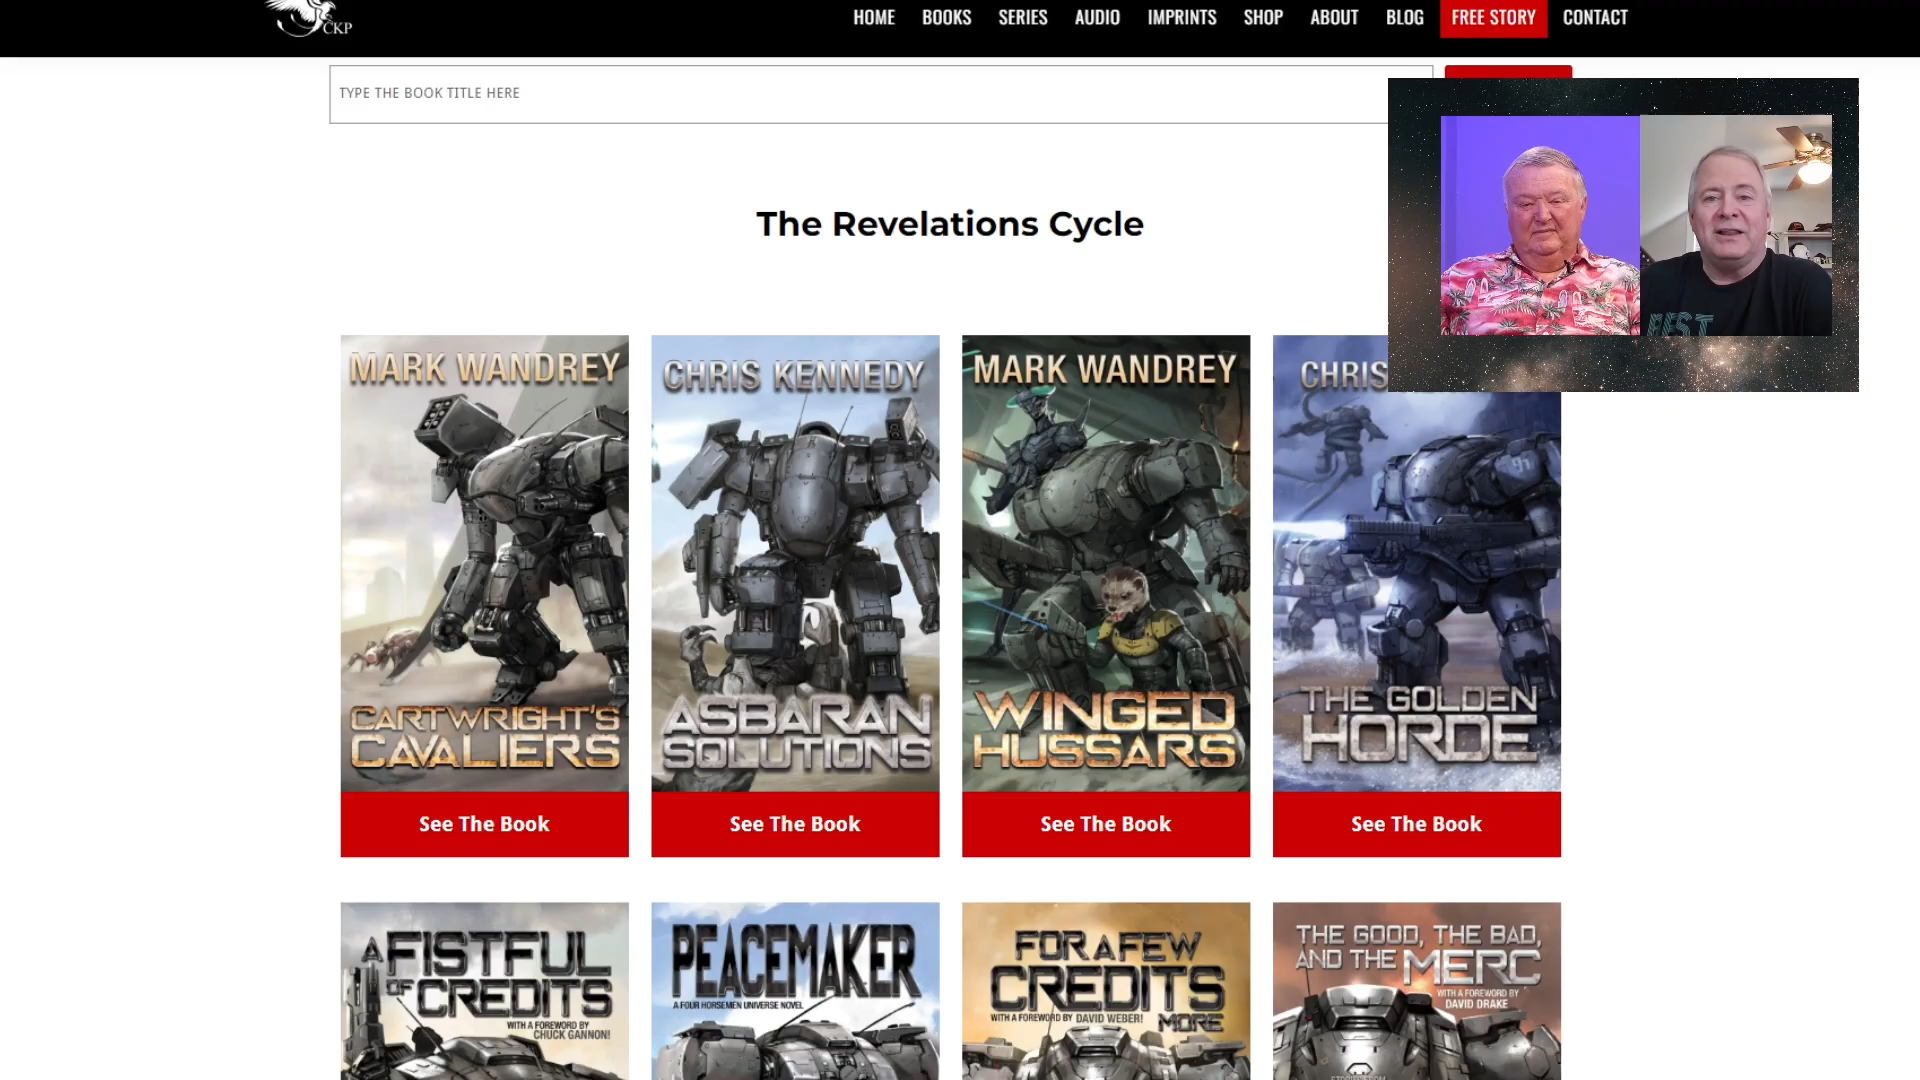 CKP
HOME BOOKS SERIES AUDIO IMPRINTS SHOP ABOUT BLOG FREE STORY CONTACT
TYPE THE BOOK TITLE HERE
The Revelations Cycle
MARK WANDREY
CARTWRIGHT'S
CAVALIERS
See The Book
CHRIS KENNEDY
ASBARAN
SOLUTIONS
See The Book
MARK WANDREY
WINGED
HUSSARS
See The Book
CHRIS
91
THE GOLDEN
HORDE
See The Book
A FISTFUL
OF CREDITS
WITH A FOREWORD BY
CHUCK GANNON!
PEACEMAKER
A FOUR HORSEMEN UNIVERSE NOVEL
FOR A FEW
CREDITS
MORE
WITH A FOREWORD BY DAVID WEBER!
THE GOOD, THE BAD,
AND THE MERC
WITH A FOREWORD BY
DAVID DRAKE